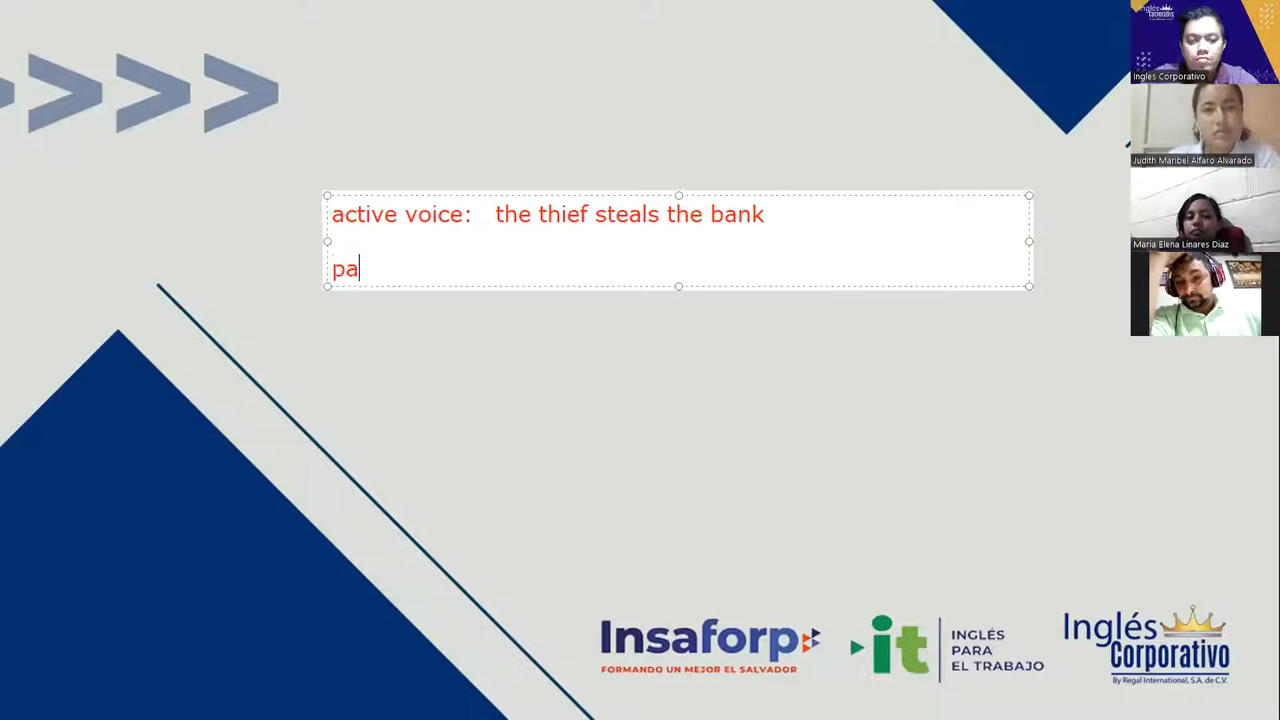 active voice: the thief steals the bank
pa
Ingles Corporativo
Judith Maribel Alfaro Alvarado
Maria Elena Linares Diaz
Insaforp
FORMANDO UN MEJOR EL SALVADOR
it
INGLÉS
PARA
EL TRABAJO
Inglés
Corporativo
By Regal International, S.A. de C.V.